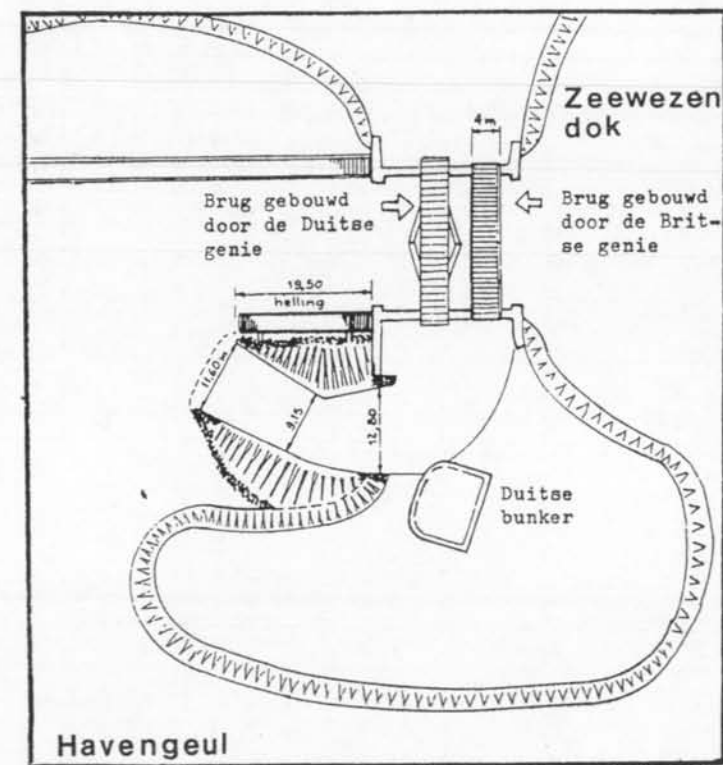 Zeewezen
dok
4m
Brug gebouwd
door de Duitse
genie
Brug gebouwd
door de Brit-
se genie
19,50
helling
11,60 m
9,15
12,80
Duitse
bunker
Havengeul